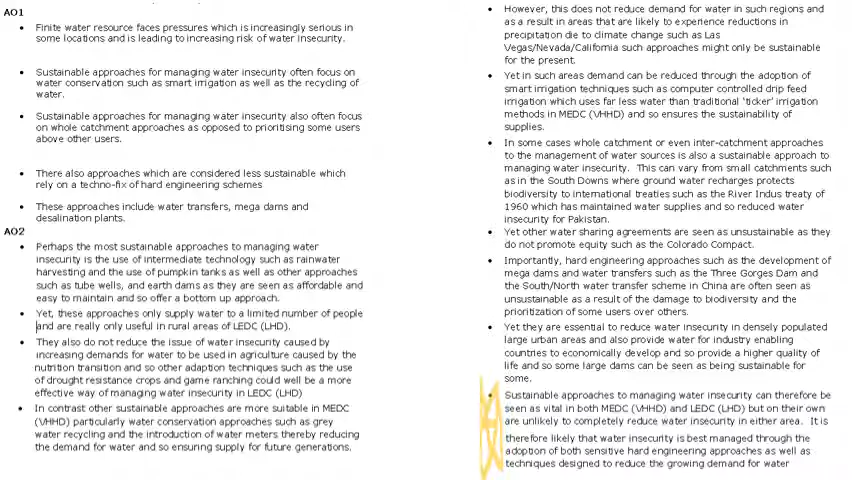 AO1
• Finite water resource faces pressures which is increasingly serious in
some locations and is leading to increasing risk of water insecurity.
• Sustainable approaches for managing water insecurity often focus on
water conservation such as smart irrigation as well as the recycling of
water.
• Sustainable approaches for managing water insecurity also often focus
on whole catchment approaches as opposed to prioritising some users
above other users.
• There also approaches which are considered less sustainable which
rely on a techno-fix of hard engineering schemes
• These approaches include water transfers, mega dams and
desalination plants.
AO2
• Perhaps the most sustainable approaches to managing water
insecurity is the use of intermediate technology such as rainwater
harvesting and the use of pumpkin tanks as well as other approaches
such as tube wells, and earth dams as they are seen as affordable and
easy to maintain and so offer a bottom up approach.
• Yet, these approaches only supply water to a limited number of people
and are really only useful in rural areas of LEDC (LHD).
• They also do not reduce the issue of water insecurity caused by
increasing demands for water to be used in agriculture caused by the
nutrition transition and so other adaption techniques such as the use
of drought resistance crops and game ranching could well be a more
effective way of managing water insecurity in LEDC (LHD)
• In contrast other sustainable approaches are more suitable in MEDC
(VHHD) particularly water conservation approaches such as grey
water recycling and the introduction of water meters thereby reducing
the demand for water and so ensuring supply for future generations.
• However, this does not reduce demand for water in such regions and
as a result in areas that are likely to experience reductions in
precipitation die to climate change such as Las
Vegas/Nevada/California such approaches might only be sustainable
for the present.
• Yet in such areas demand can be reduced through the adoption of
smart irrigation techniques such as computer controlled drip feed
irrigation which uses far less water than traditional 'ticker' irrigation
methods in MEDC (VHHD) and so ensures the sustainability of
supplies.
• In some cases whole catchment or even inter-catchment approaches
to the management of water sources is also a sustainable approach to
managing water insecurity. This can vary from small catchments such
as in the South Downs where ground water recharges protects
biodiversity to international treaties such as the River Indus treaty of
1960 which has maintained water supplies and so reduced water
insecurity for Pakistan.
• Yet other water sharing agreements are seen as unsustainable as they
do not promote equity such as the Colorado Compact.
• Importantly, hard engineering approaches such as the development of
mega dams and water transfers such as the Three Gorges Dam and
the South/North water transfer scheme in China are often seen as
unsustainable as a result of the damage to biodiversity and the
prioritization of some users over others.
• Yet they are essential to reduce water insecurity in densely populated
large urban areas and also provide water for industry enabling
countries to economically develop and so provide a higher quality of
life and so some large dams can be seen as being sustainable for
some.
• Sustainable approaches to managing water insecurity can therefore be
seen as vital in both MEDC (VHHD) and LEDC (LHD) but on their own
are unlikely to completely reduce water insecurity in either area. It is
therefore likely that water insecurity is best managed through the
adoption of both sensitive hard engineering approaches as well as
techniques designed to reduce the growing demand for water